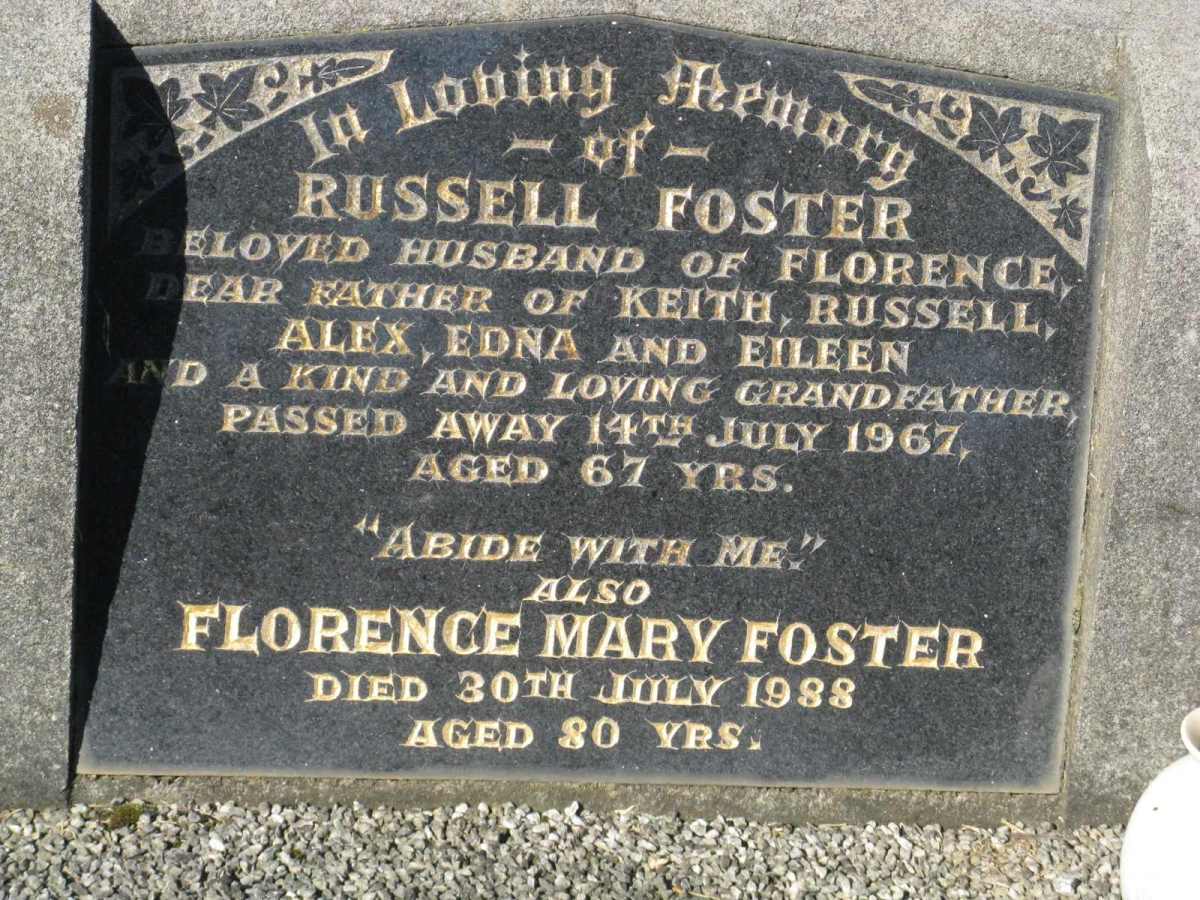 In Loving Memory
- of -
RUSSELL FOSTER
BELOVED HUSBAND OF FLORENCE,
DEAR FATHER OF KEITH, RUSSELL,
ALEX, EDNA AND EILEEN
AND A KIND AND LOVING GRANDFATHER,
PASSED AWAY 14TH JULY 1967,
AGED 67 YRS.
"ABIDE WITH ME."
ALSO
FLORENCE MARY FOSTER
DIED 30TH JULY 1988
AGED 80 YRS.